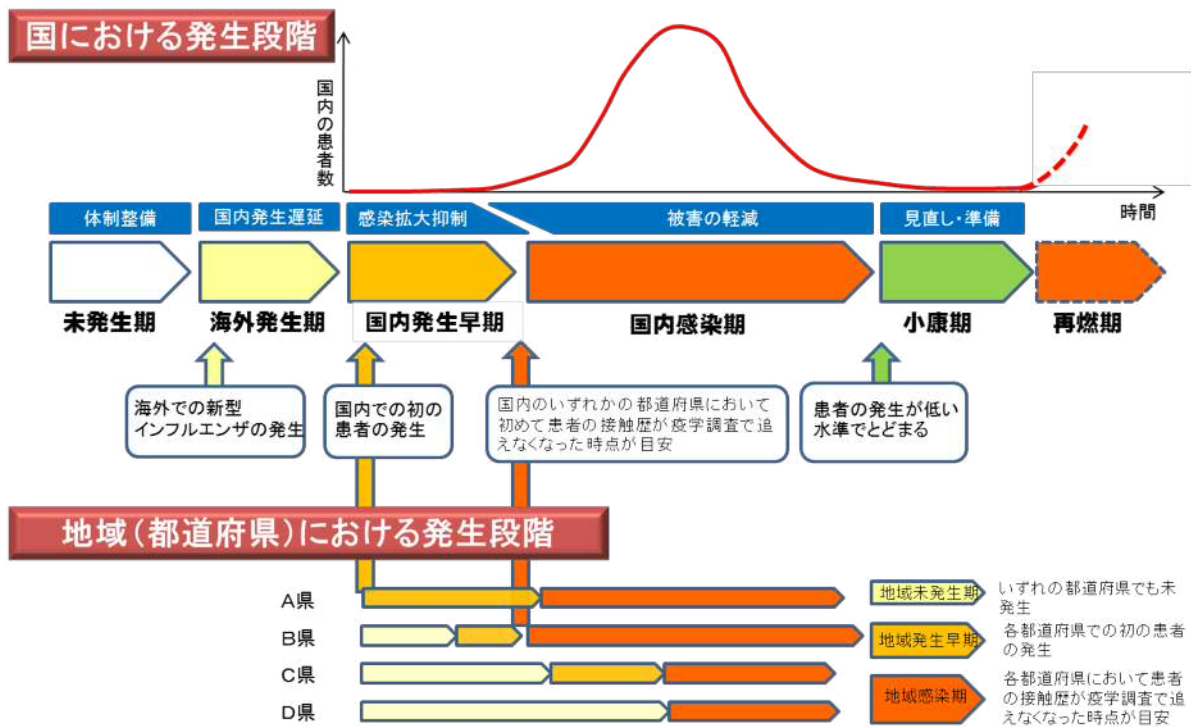 国における発生段階
国内の患者数
時間
体制整備
国内発生遅延
感染拡大抑制
被害の軽減
見直し・準備
未発生期
海外発生期
国内発生早期
国内感染期
小康期
再燃期
海外での新型
インフルエンザの発生
国内での初の
患者の発生
国内のいずれかの都道府県において
初めて患者の接触歴が疫学調査で追
えなくなった時点が目安
患者の発生が低い
水準でとどまる
地域(都道府県)における発生段階
A県
B県
C県
D県
地域未発生期
いずれの都道府県でも未
発生
地域発生早期
各都道府県での初の患者
の発生
地域感染期
各都道府県において患者
の接触歴が疫学調査で追
えなくなった時点が目安